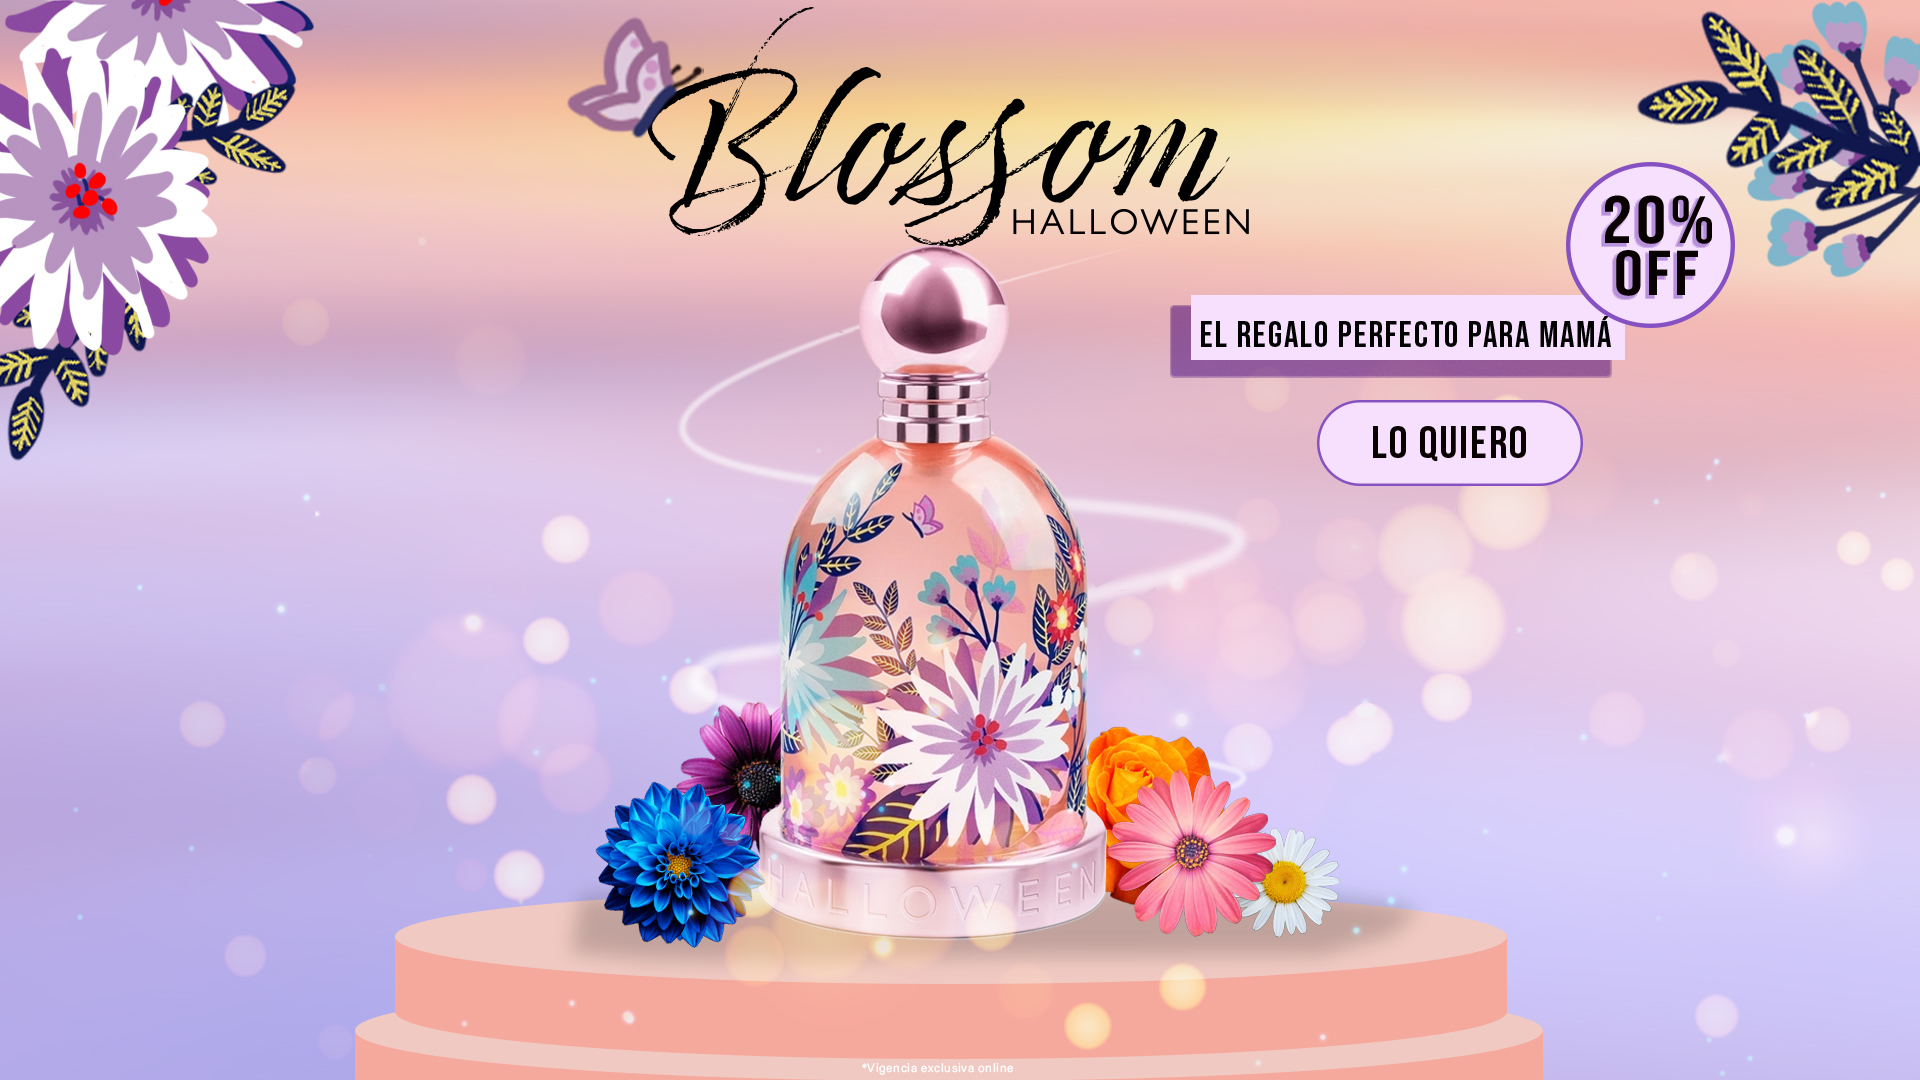 Blossom
HALLOWEEN
20%
OFF
EL REGALO PERFECTO PARA MAMÁ
LO QUIERO
HALLOWEEN
*Vigencia exclusiva online